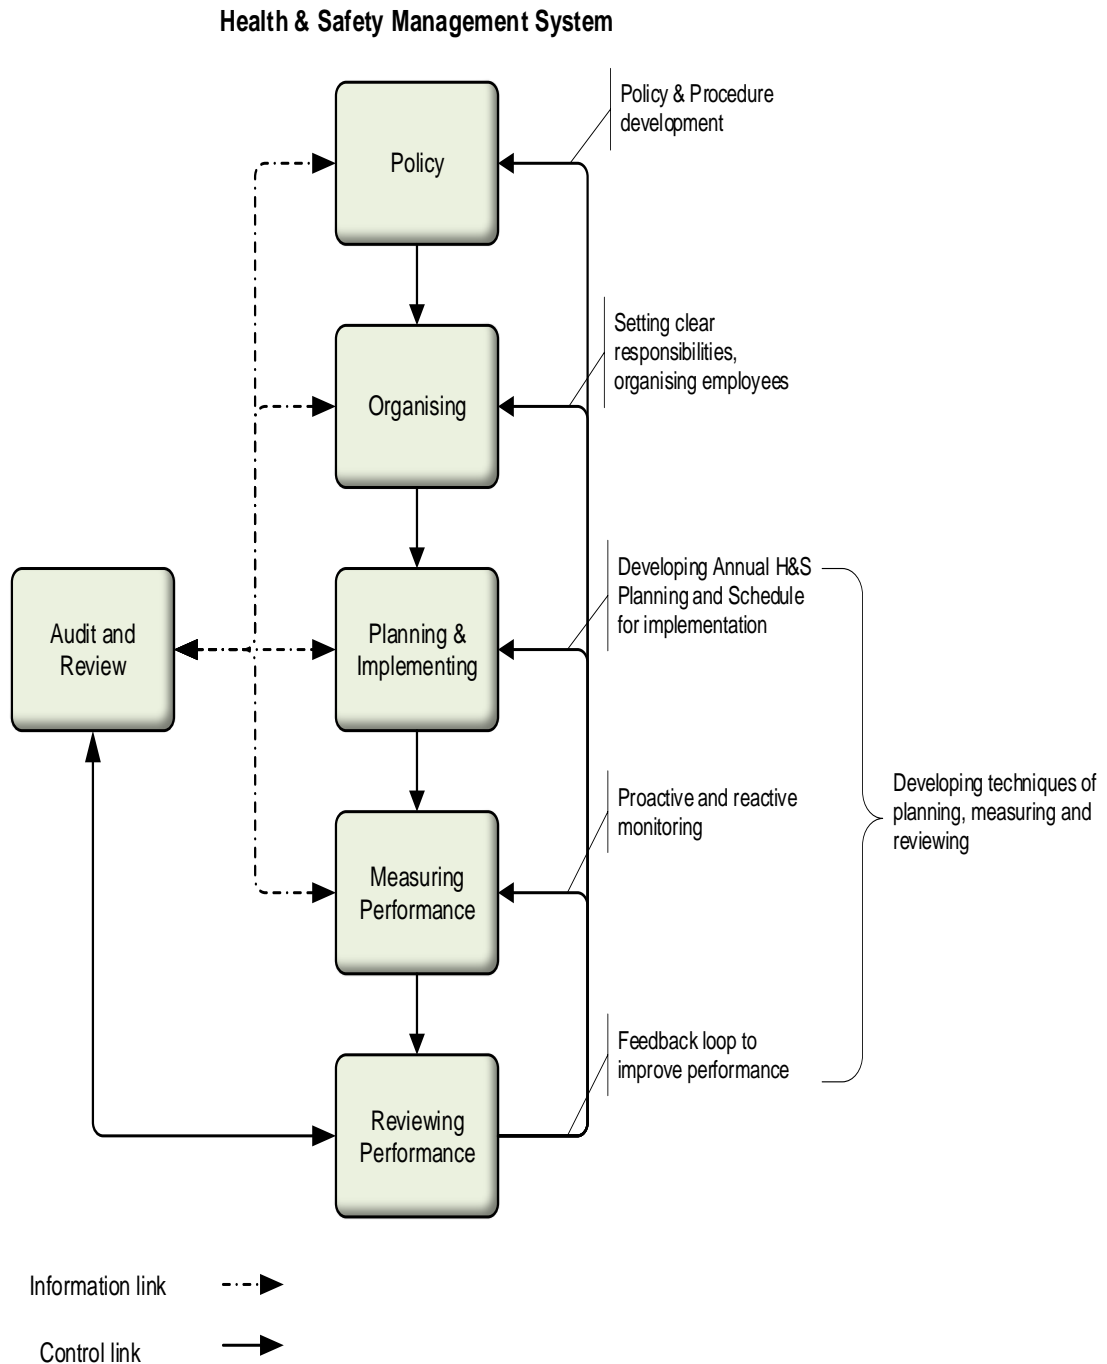 Health & Safety Management System
Policy & Procedure
development
Policy
Setting clear
responsibilities,
organising employees
Organising
Developing Annual H&S
Planning and Schedule
for implementation
Audit and
Review
Planning &
Implementing
Proactive and reactive
monitoring
Developing techniques of
planning, measuring and
reviewing
Measuring
Performance
Feedback loop to
improve performance
Reviewing
Performance
Information link
Control link